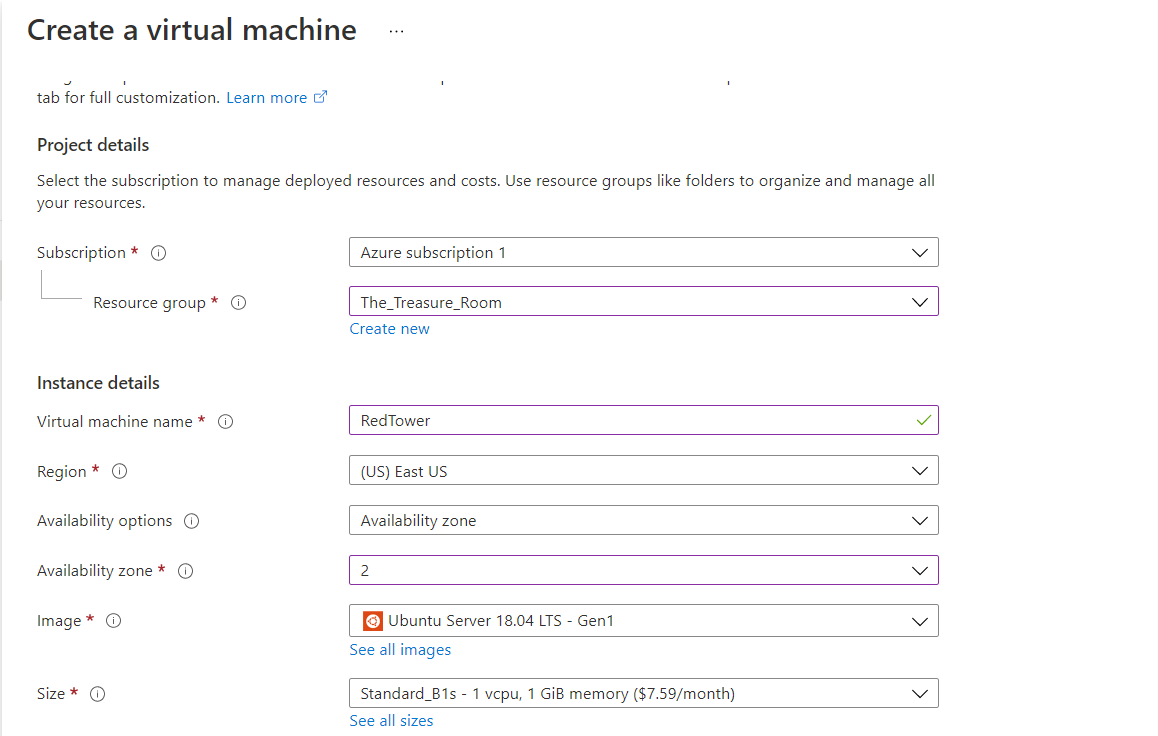 Create a virtual machine ...
tab for full customization. Learn more
Project details
Select the subscription to manage deployed resources and costs. Use resource groups like folders to organize and manage all
your resources.
Subscription *
Azure subscription 1
Resource group *
The_Treasure_Room
Create new
Instance details
Virtual machine name *
RedTower
Region *
(US) East US
Availability options
Availability zone
Availability zone *
2
Image *
Ubuntu Server 18.04 LTS - Gen1
See all images
Size *
Standard_B1s - 1 vcpu, 1 GiB memory ($7.59/month)
See all sizes